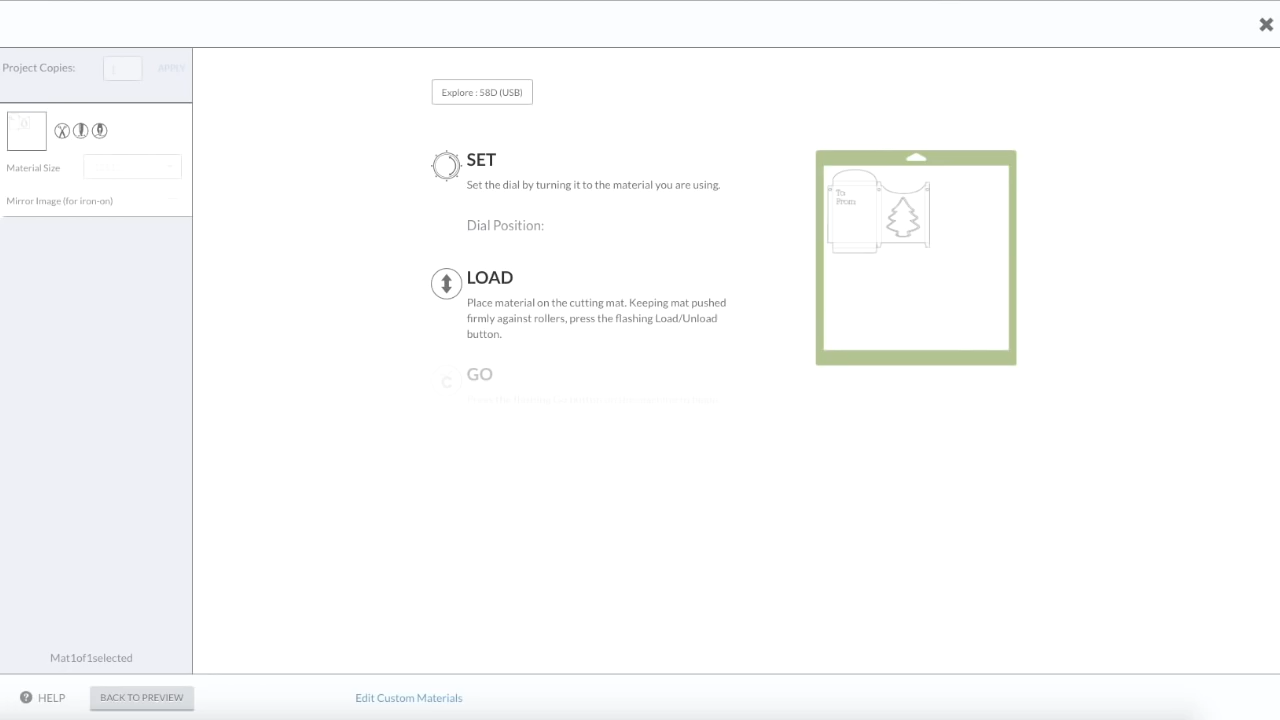 Project Copies:
APPLY
Material Size
Mirror Image (for iron-on)
Explore : 58D (USB)
SET
Set the dial by turning it to the material you are using.
Dial Position:
LOAD
Place material on the cutting mat. Keeping mat pushed
firmly against rollers, press the flashing Load/Unload
button.
GO
To
From
Mat1of1selected
HELP
BACK TO PREVIEW
Edit Custom Materials